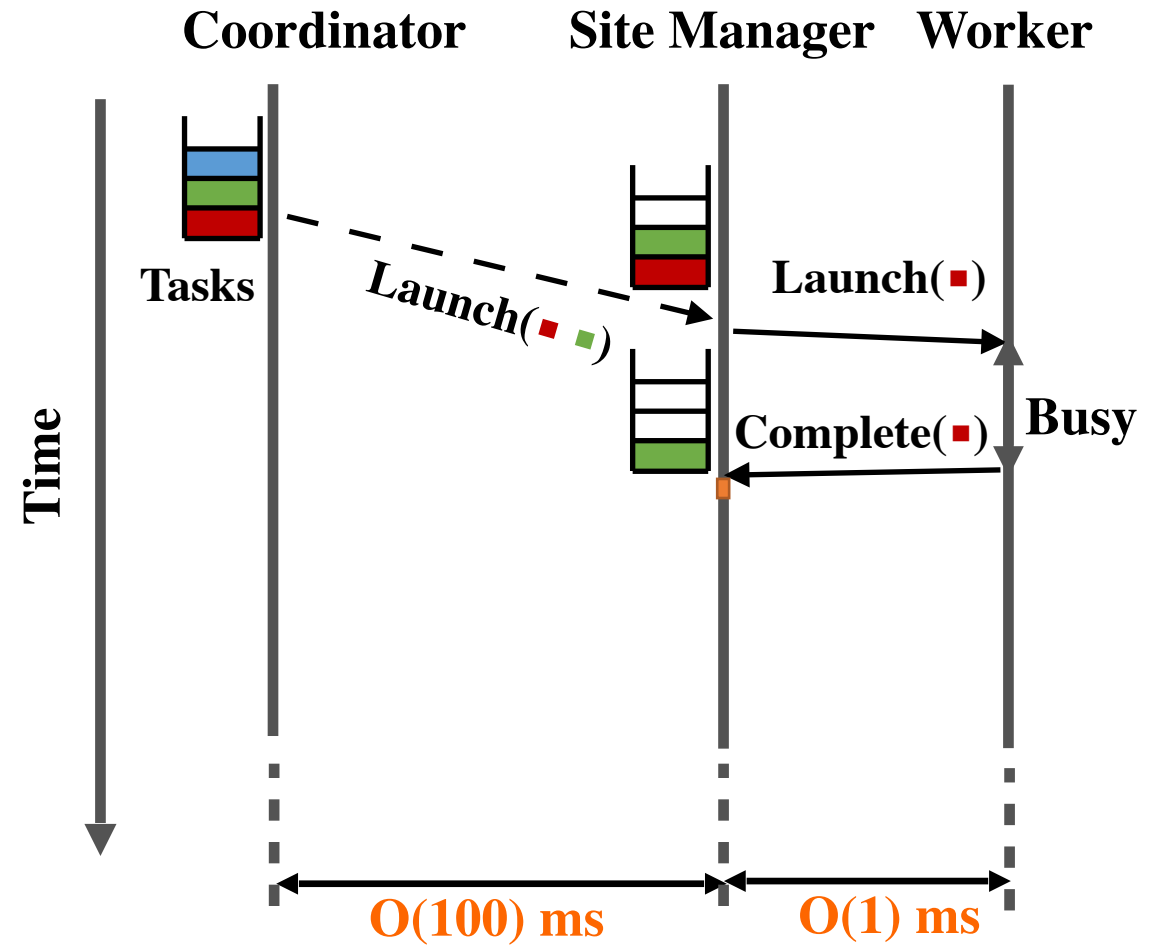 Coordinator
Site Manager
Worker
Tasks
Launch( )
Launch( )
Time
Complete( )
Busy
O(100) ms
O(1) ms